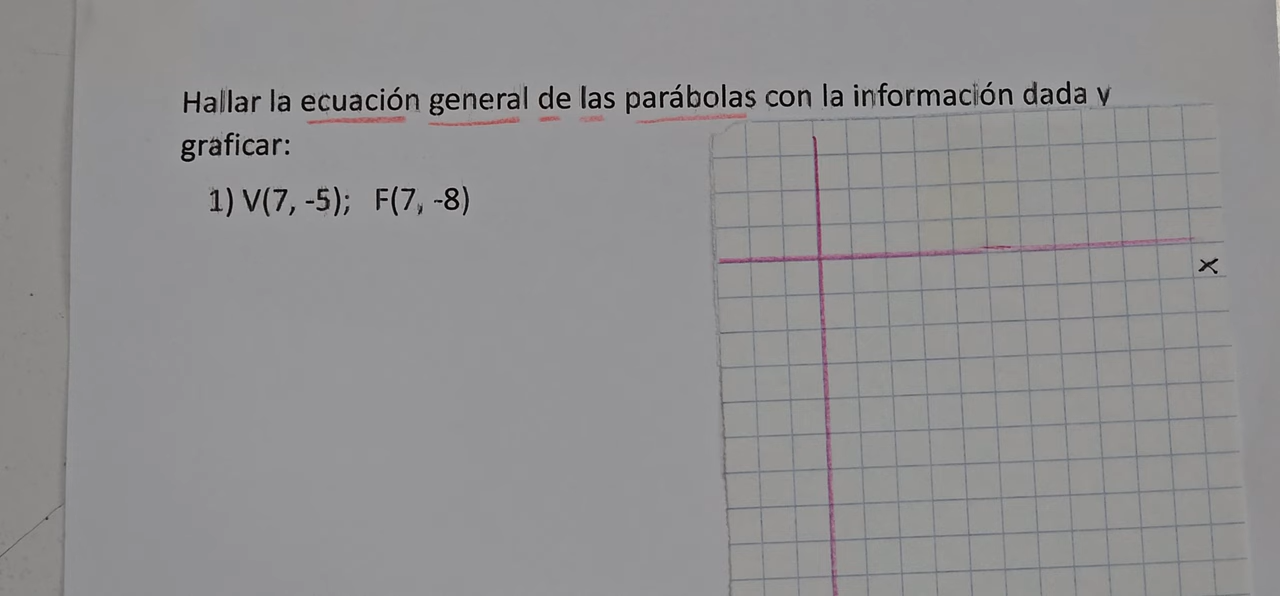 Hallar la ecuación general de las parábolas con la información dada y
graficar:
1) V(7, -5); F(7, -8)
x